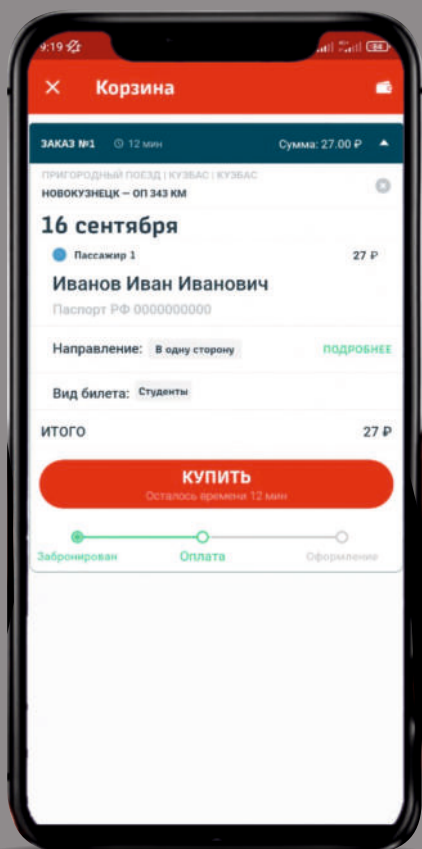 9:19
84
Корзина
ЗАКАЗ №1 12 мин Сумма: 27.00 ₽
ПРИГОРОДНЫЙ ПОЕЗД | КУЗБАС | КУЗБАС
НОВОКУЗНЕЦК – ОП 343 КМ
16 сентября
Пассажир 1 27 ₽
Иванов Иван Иванович
Паспорт РФ 0000000000
Направление: В одну сторону ПОДРОБНЕЕ
Вид билета: Студенты
ИТОГО 27 ₽
КУПИТЬ
Осталось времени 12 мин
Забронирован Оплата Оформление